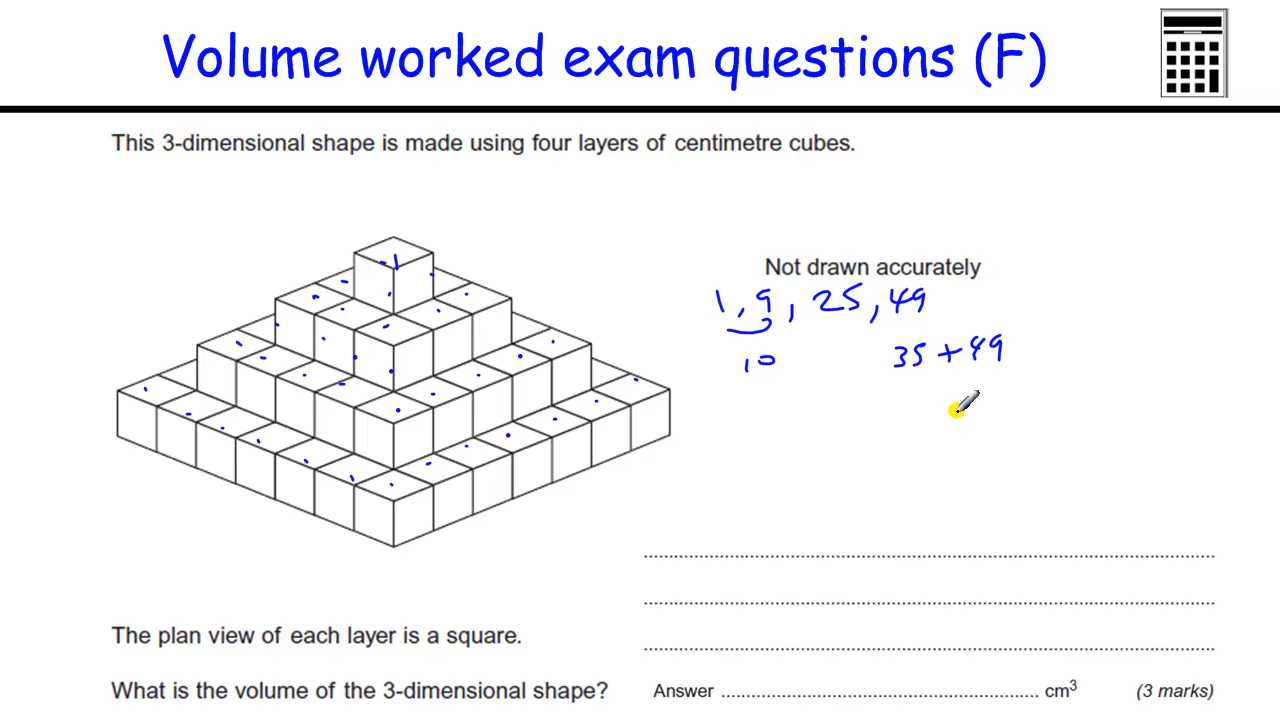 Volume worked exam questions (F)
This 3-dimensional shape is made using four layers of centimetre cubes.
Not drawn accurately
1, 9, 25, 49
10 35 + 49
The plan view of each layer is a square.
What is the volume of the 3-dimensional shape?
Answer ................................................................ cm³ (3 marks)